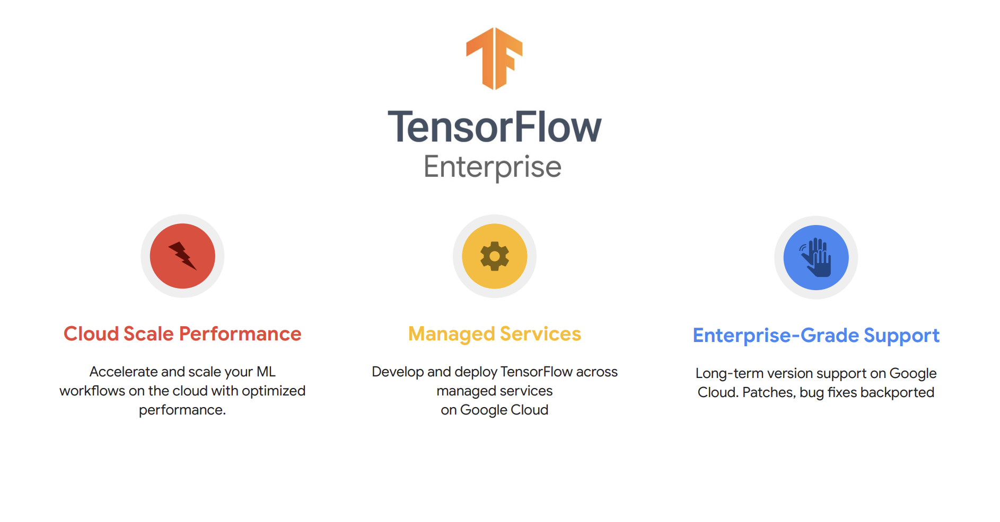 TensorFlow
Enterprise
Cloud Scale Performance
Accelerate and scale your ML
workflows on the cloud with optimized
performance.
Managed Services
Develop and deploy TensorFlow across
managed services
on Google Cloud
Enterprise-Grade Support
Long-term version support on Google
Cloud. Patches, bug fixes backported